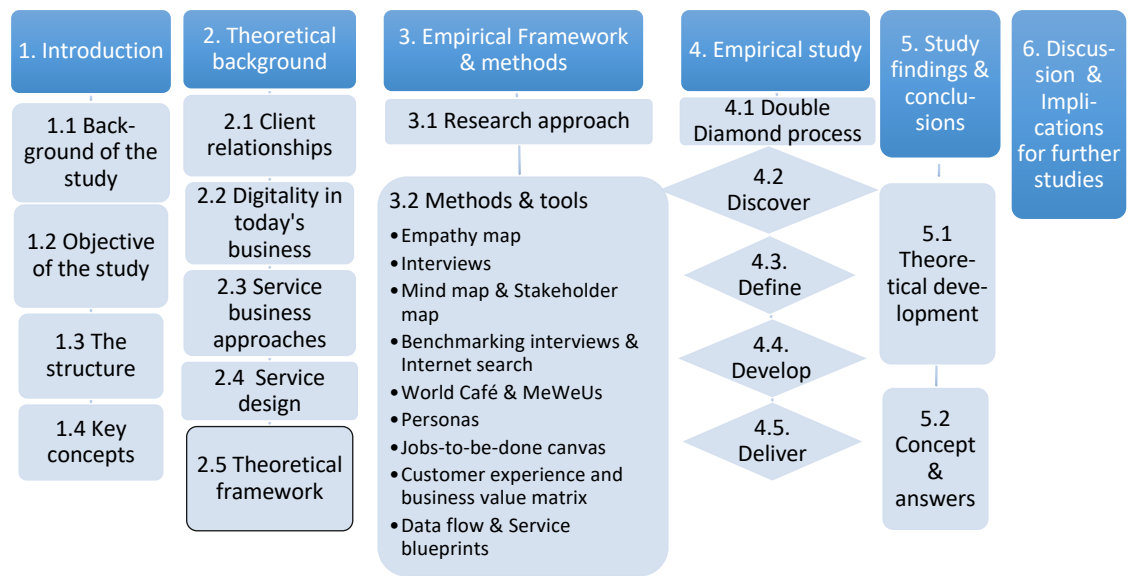 1. Introduction
1.1 Back-
ground of the
study
1.2 Objective
of the study
1.3 The
structure
1.4 Key
concepts
2. Theoretical
background
2.1 Client
relationships
2.2 Digitality in
today's
business
2.3 Service
business
approaches
2.4 Service
design
2.5 Theoretical
framework
3. Empirical Framework
& methods
3.1 Research approach
3.2 Methods & tools
•Empathy map
•Interviews
•Mind map & Stakeholder
map
•Benchmarking interviews &
Internet search
•World Café & MeWeUs
•Personas
•Jobs-to-be-done canvas
•Customer experience and
business value matrix
•Data flow & Service
blueprints
4. Empirical study
4.1 Double
Diamond process
4.2
Discover
4.3.
Define
4.4.
Develop
4.5.
Deliver
5. Study
findings &
conclu-
sions
5.1
Theore-
tical deve-
lopment
5.2
Concept
&
answers
6. Discus-
sion &
Impli-
cations
for further
studies